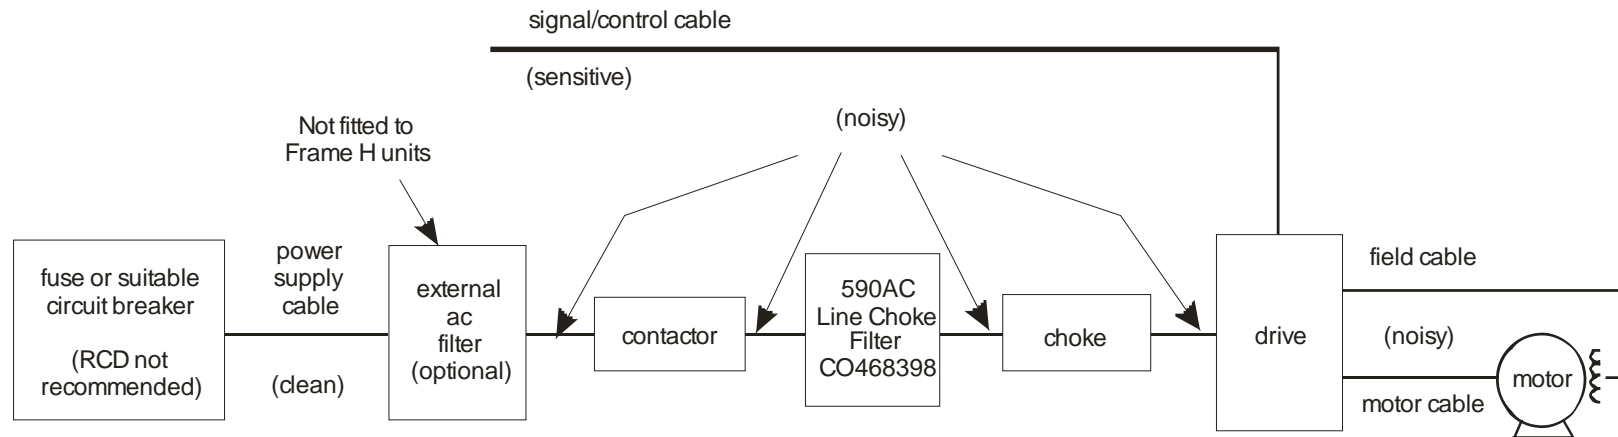 signal/control cable
(sensitive)
(noisy)
Not fitted to
Frame H units
fuse or suitable
circuit breaker
(RCD not
recommended)
power
supply
cable
(clean)
external
ac
filter
(optional)
contactor
590AC
Line Choke
Filter
CO468398
choke
drive
field cable
(noisy)
motor cable
motor